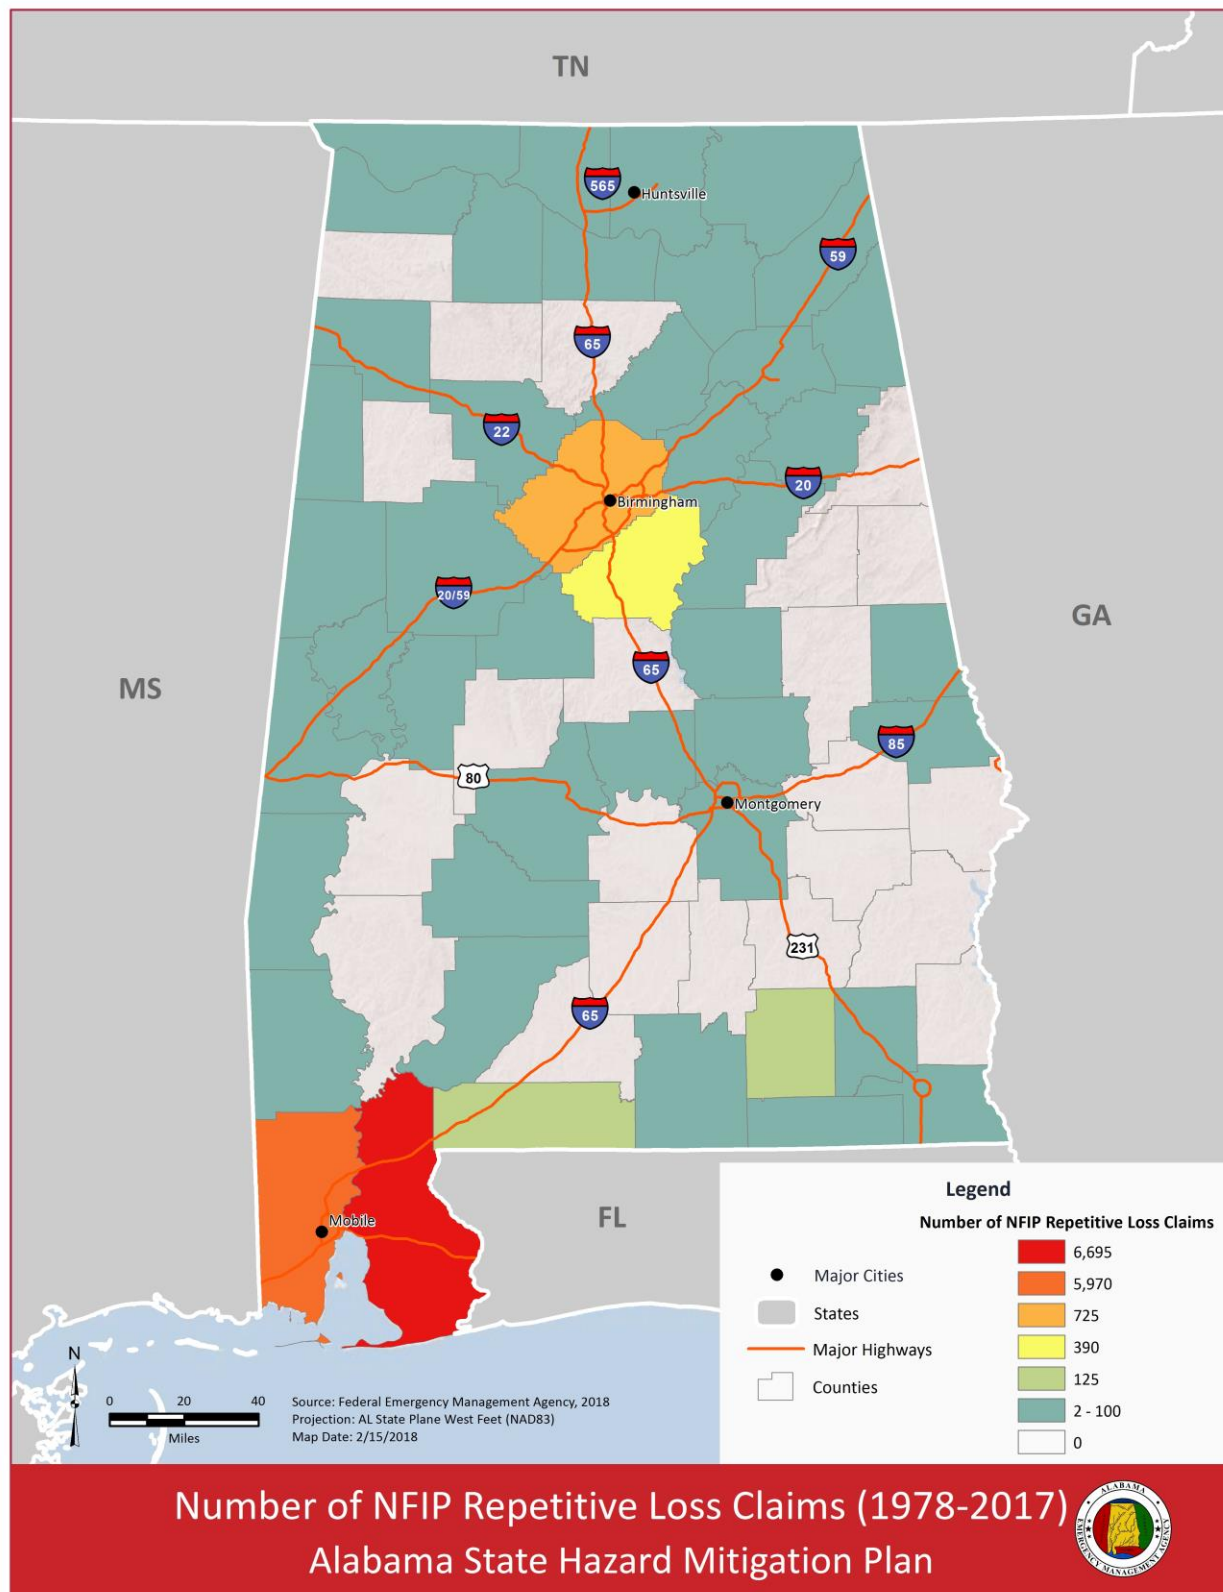 TN
565
Huntsville
59
65
22
20
Birmingham
20/59
GA
65
MS
85
80
Montgomery
231
65
Mobile
FL
Legend
Number of NFIP Repetitive Loss Claims
Major Cities
States
Major Highways
Counties
6,695
5,970
725
390
125
2 - 100
0
N
0 20 40
Miles
Source: Federal Emergency Management Agency, 2018
Projection: AL State Plane West Feet (NAD83)
Map Date: 2/15/2018
Number of NFIP Repetitive Loss Claims (1978-2017)
Alabama State Hazard Mitigation Plan
ALABAMA
EMERGENCY MANAGEMENT AGENCY